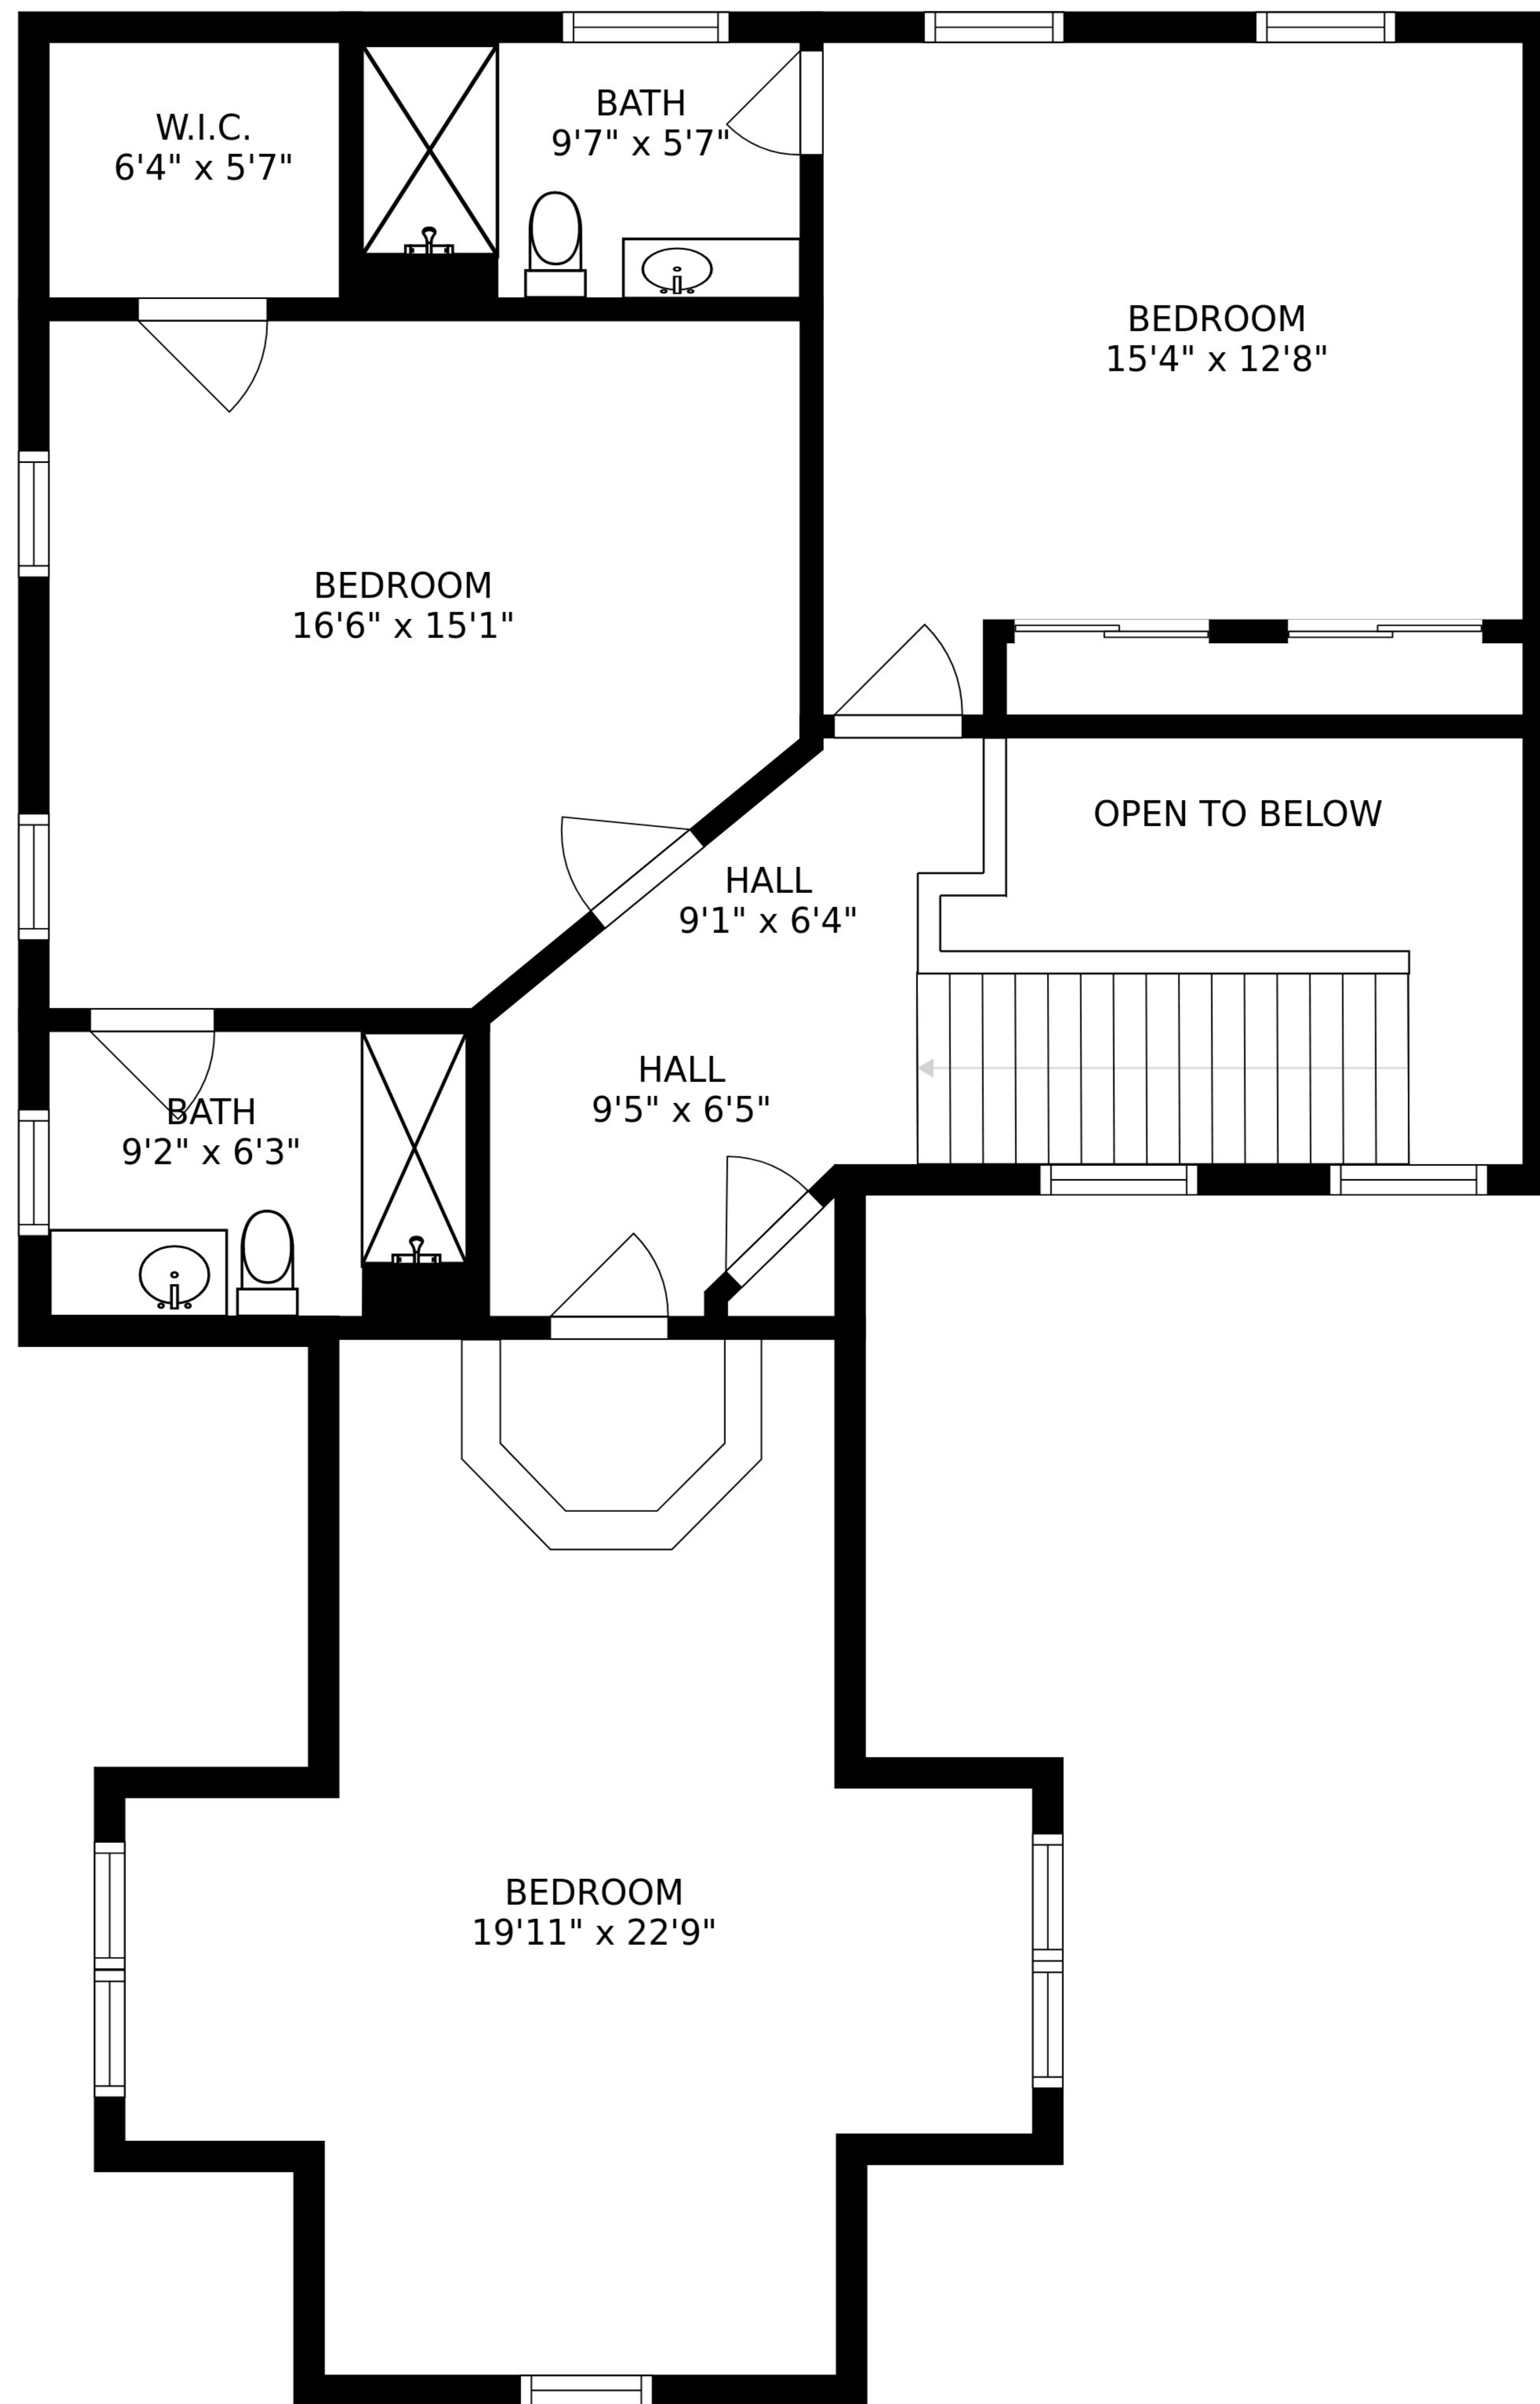 W.I.C.
6'4" x 5'7"
BATH
9'7" x 5'7"
BEDROOM
15'4" x 12'8"
BEDROOM
16'6" x 15'1"
OPEN TO BELOW
HALL
9'1" x 6'4"
HALL
9'5" x 6'5"
BATH
9'2" x 6'3"
BEDROOM
19'11" x 22'9"